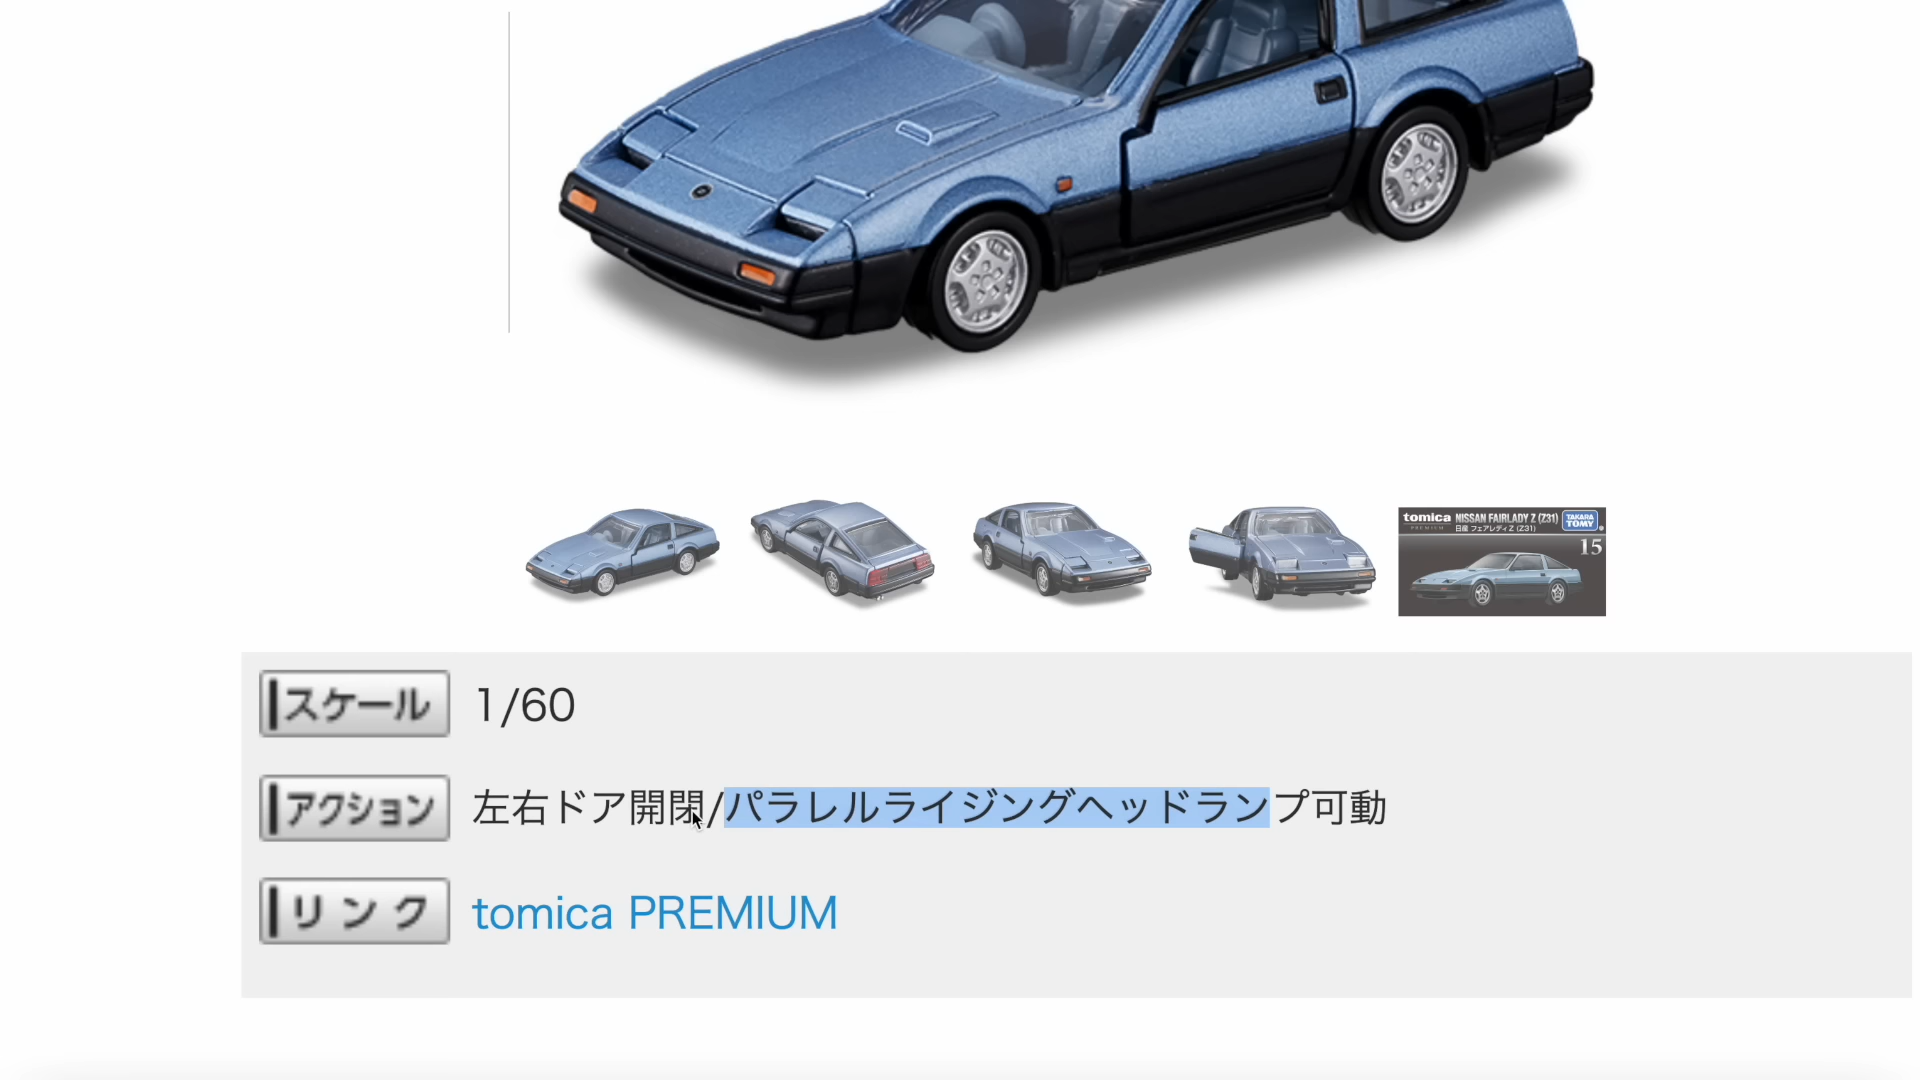 tomica NISSAN FAIRLADY Z (Z31) TAKARA TOMY
PREMIUM 日産 フェアレディZ (Z31)
15
スケール 1/60
アクション 左右ドア開閉/パラレルライジングヘッドランプ可動
リンク tomica PREMIUM